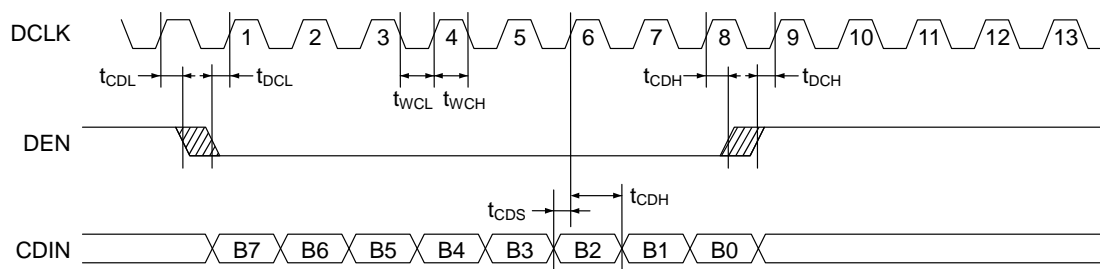 DCLK 1 2 3 4 5 6 7 8 9 10 11 12 13
tCDL tDCL tWCL tWCH tCDH tDCH
DEN
tCDS tCDH
CDIN B7 B6 B5 B4 B3 B2 B1 B0